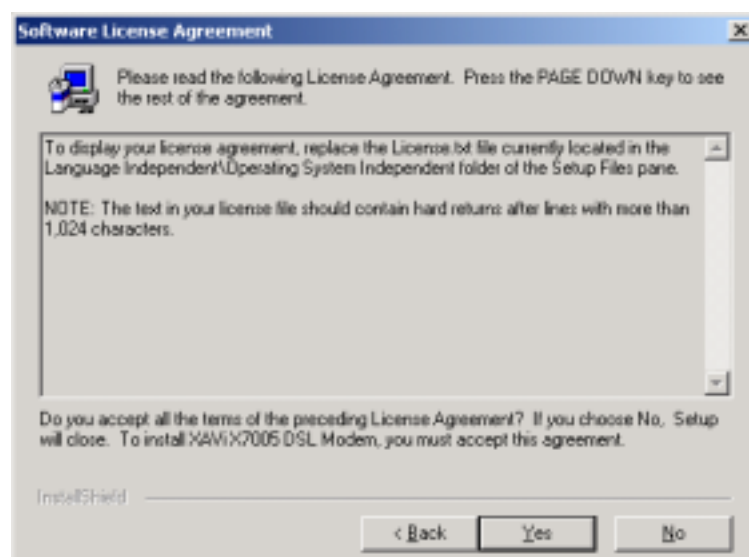 Software License Agreement
Please read the following License Agreement. Press the PAGE DOWN key to see
the rest of the agreement.
To display your license agreement, replace the License.txt file currently located in the
Language Independent\Operating System Independent folder of the Setup Files pane.
NOTE: The text in your license file should contain hard returns after lines with more than
1,024 characters.
Do you accept all the terms of the preceding License Agreement? If you choose No, Setup
will close. To install XAVi X7005 DSL Modem, you must accept this agreement.
InstallShield
< Back
Yes
No